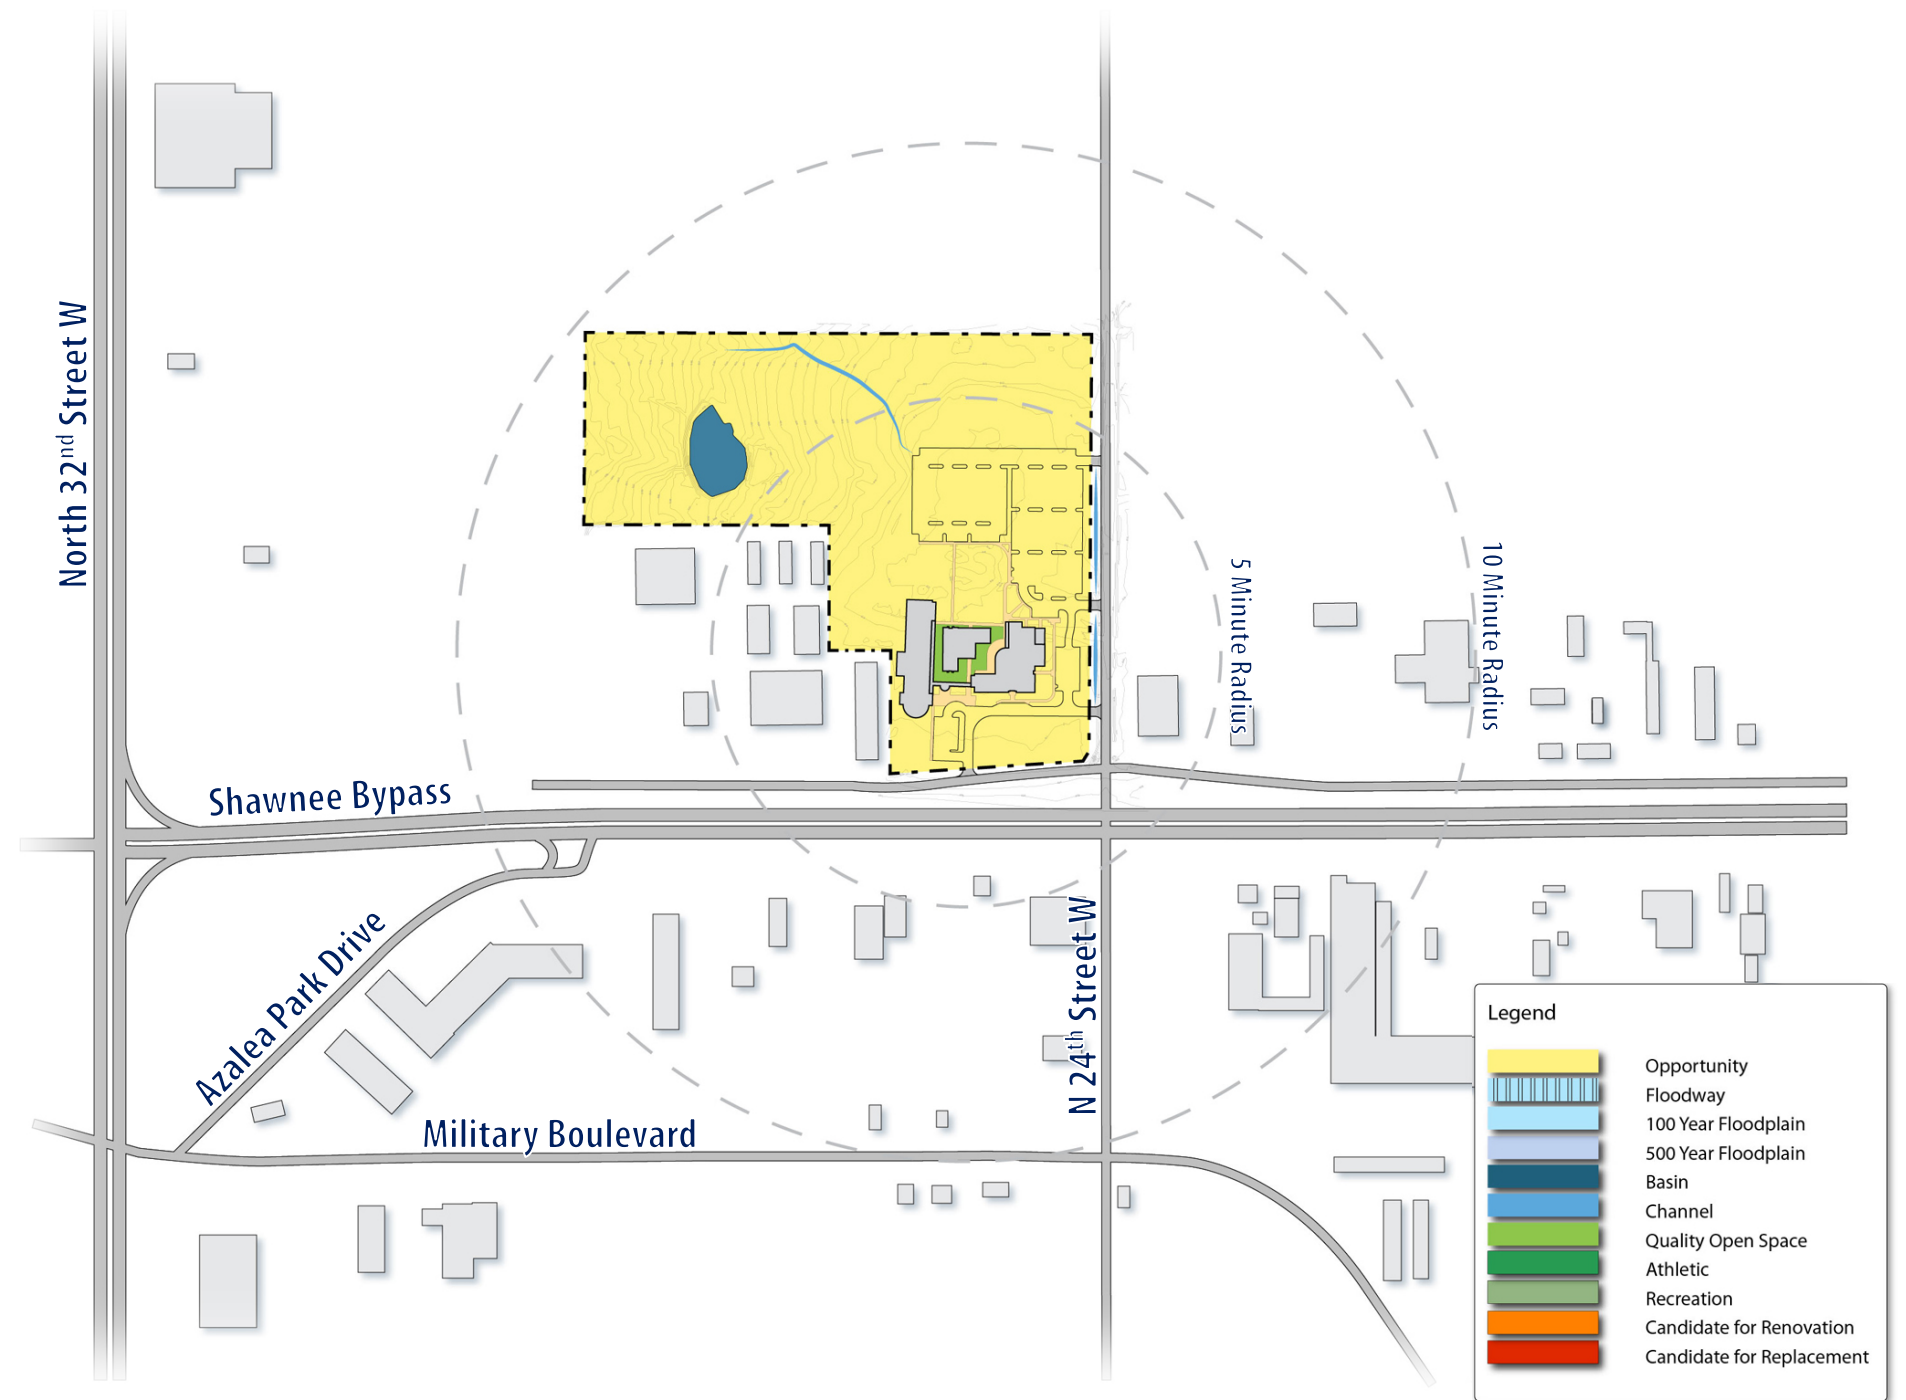 North 32nd Street W
5 Minute Radius
10 Minute Radius
Shawnee Bypass
Azalea Park Drive
N 24th Street W
Military Boulevard
Legend
Opportunity
Floodway
100 Year Floodplain
500 Year Floodplain
Basin
Channel
Quality Open Space
Athletic
Recreation
Candidate for Renovation
Candidate for Replacement